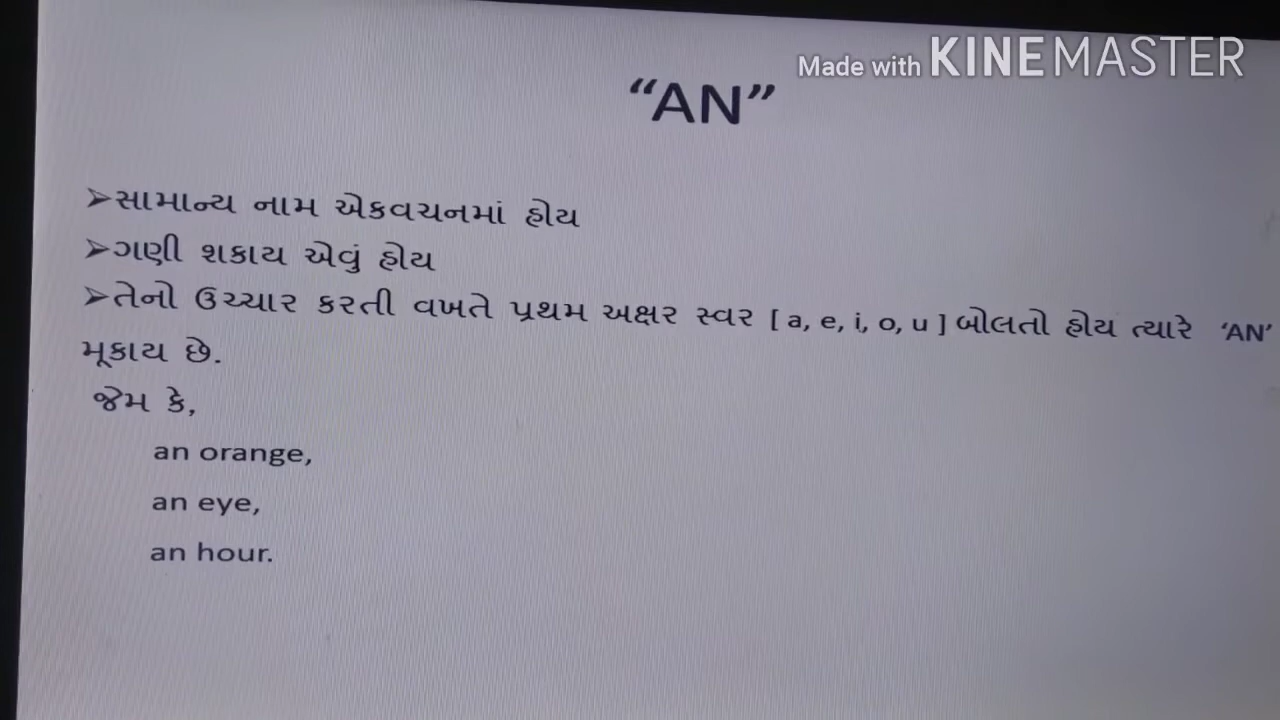 Made with KINEMASTER
“AN”
➢સામાન્ય નામ એકવચનમાં હોય
➢ગણી શકાય એવું હોય
➢તેનો ઉચ્ચાર કરતી વખતે પ્રથમ અક્ષર સ્વર [ a, e, i, o, u ] બોલતો હોય ત્યારે ‘AN’
મૂકાય છે.
જેમ કે,
an orange,
an eye,
an hour.